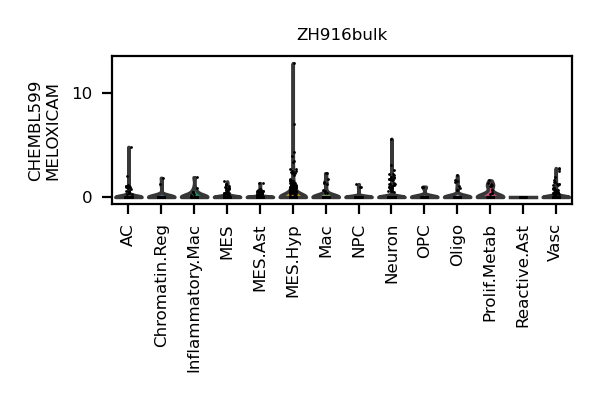 ZH916bulk
CHEMBL599
MELOXICAM
10
0
AC
Chromatin.Reg
Inflammatory.Mac
MES
MES.Ast
MES.Hyp
Mac
NPC
Neuron
OPC
Oligo
Prolif.Metab
Reactive.Ast
Vasc